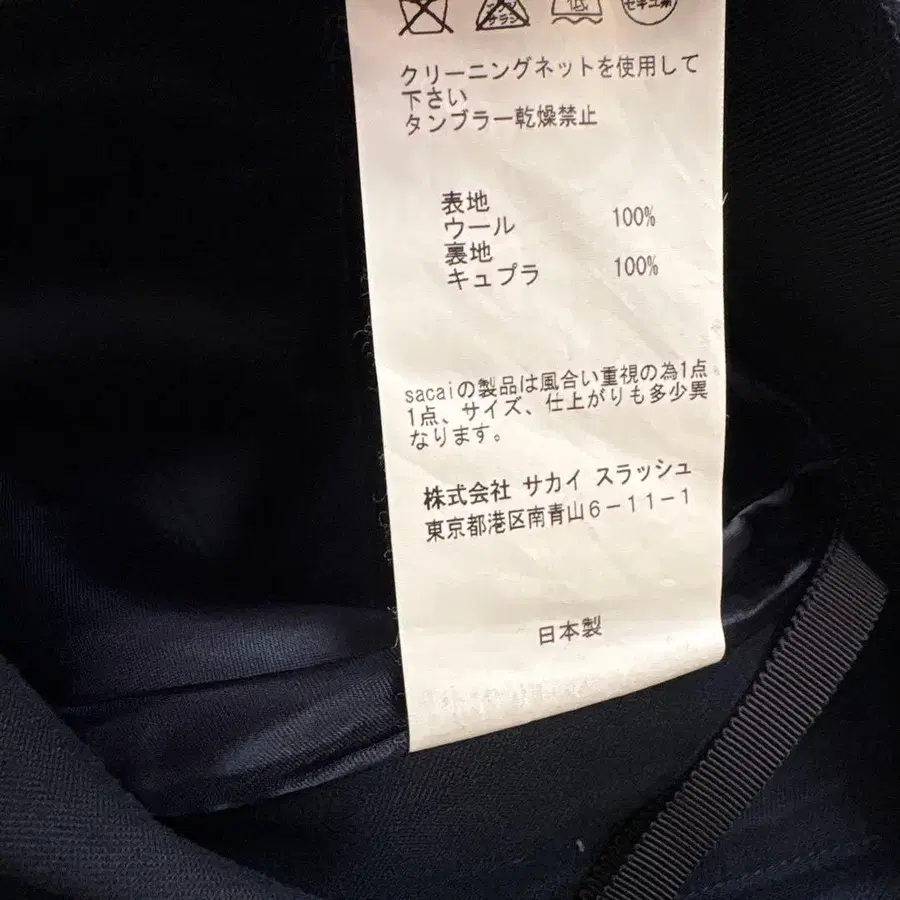 低
クリーニングネットを使用して
下さい
タンブラー乾燥禁止
表地
ウール 100%
裏地
キュプラ 100%
sacaiの製品は風合い重視の為1点
1点、サイズ、仕上がりも多少異
なります。
株式会社 サカイ スラッシュ
東京都港区南青山6-11-1
日本製